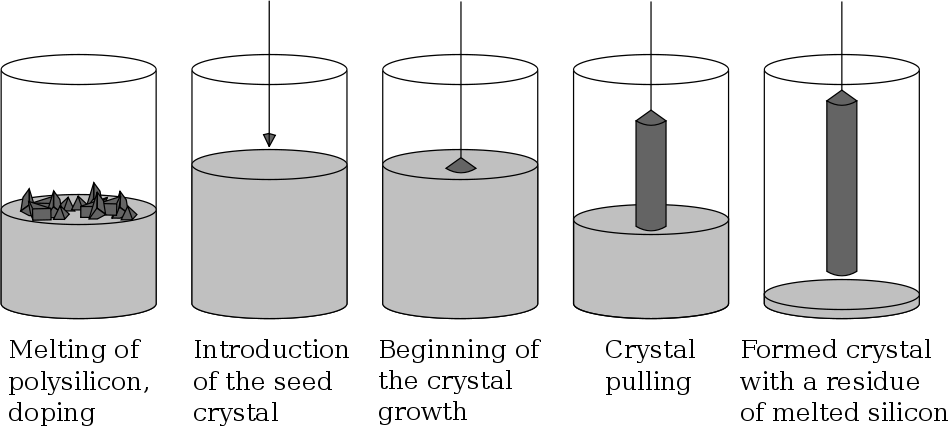 Melting of
polysilicon,
doping
Introduction
of the seed
crystal
Beginning of
the crystal
growth
Crystal
pulling
Formed crystal
with a residue
of melted silicon